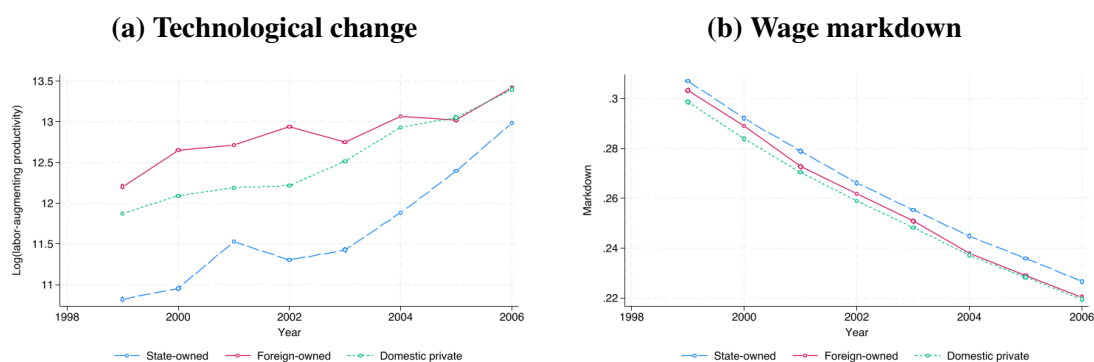 (a) Technological change
Log(labor-augmenting productivity)
13.5
13
12.5
12
11.5
11
1998
2000
2002
2004
2006
Year
State-owned
Foreign-owned
Domestic private
(b) Wage markdown
Markdown
.3
.28
.26
.24
.22
1998
2000
2002
2004
2006
Year
State-owned
Foreign-owned
Domestic private